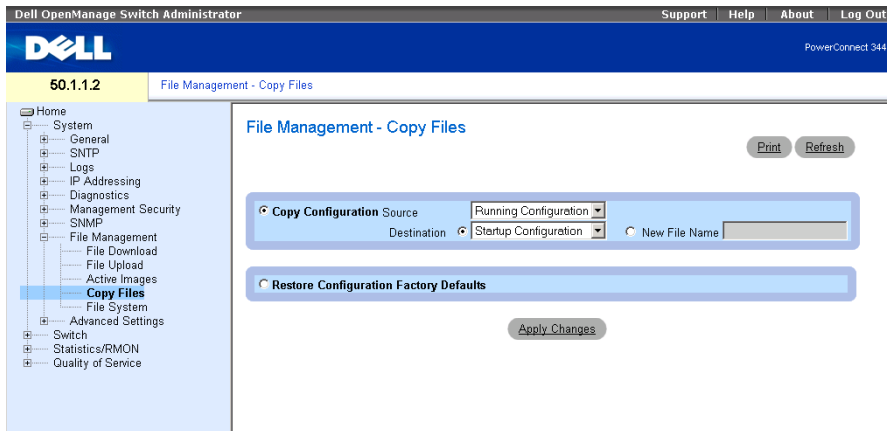 Dell OpenManage Switch Administrator
Support Help About Log Out
DELL
PowerConnect 344
50.1.1.2
File Management - Copy Files
Home
System
General
SNTP
Logs
IP Addressing
Diagnostics
Management Security
SNMP
File Management
File Download
File Upload
Active Images
Copy Files
File System
Advanced Settings
Switch
Statistics/RMON
Quality of Service
File Management - Copy Files
Print Refresh
Copy Configuration Source Running Configuration
Destination Startup Configuration New File Name
Restore Configuration Factory Defaults
Apply Changes